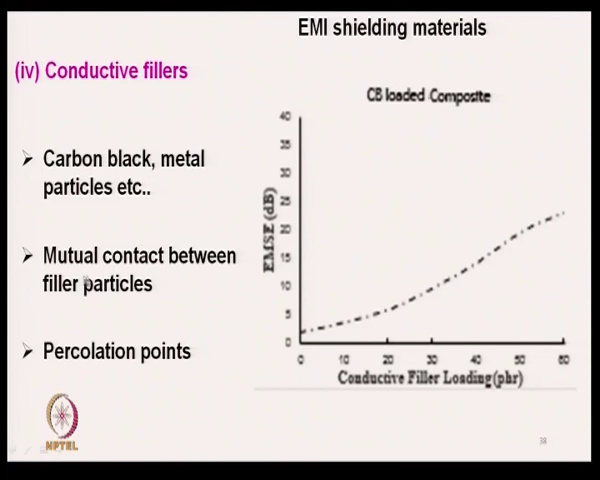 EMI shielding materials
(iv) Conductive fillers
➢ Carbon black, metal
particles etc..
➢ Mutual contact between
filler particles
➢ Percolation points
CB loaded Composite
EMSE (dB)
40
35
30
25
20
15
10
5
0
0 10 20 30 40 50 60
Conductive Filler Loading(phr)
NPTEL
38